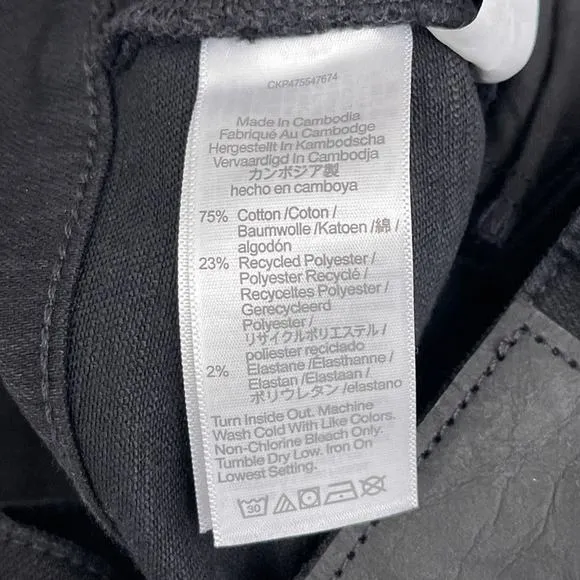 CKP475547674
Made In Cambodia
Fabriqué Au Cambodge
Hergestellt In Kambodscha
Vervaardigd In Cambodja
カンボジア製
hecho en camboya
75% Cotton /Coton /
Baumwolle /Katoen /綿 /
algodón
23% Recycled Polyester /
Polyester Recyclé /
Recyceltes Polyester /
Gerecycleerd
Polyester /
リサイクルポリエステル /
poliester reciclado
2% Elastane /Élasthanne /
Elastan /Elastaan /
ポリウレタン /elastano
Turn Inside Out. Machine
Wash Cold With Like Colors.
Non-Chlorine Bleach Only.
Tumble Dry Low. Iron On
Lowest Setting.
30